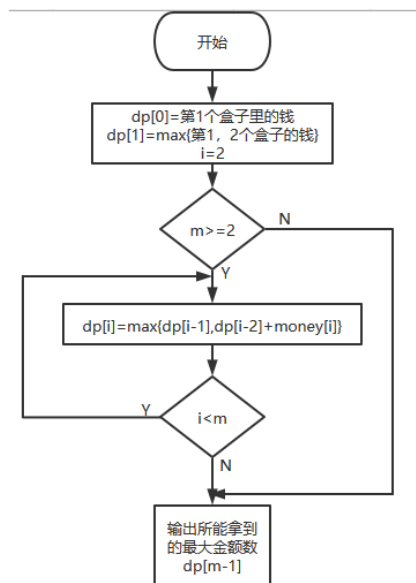 开始
dp[0]=第1个盒子里的钱
dp[1]=max{第1，2个盒子的钱}
i=2
m>=2
N
Y
dp[i]=max{dp[i-1],dp[i-2]+money[i]}
Y
i<m
N
输出所能拿到
的最大金额数
dp[m-1]